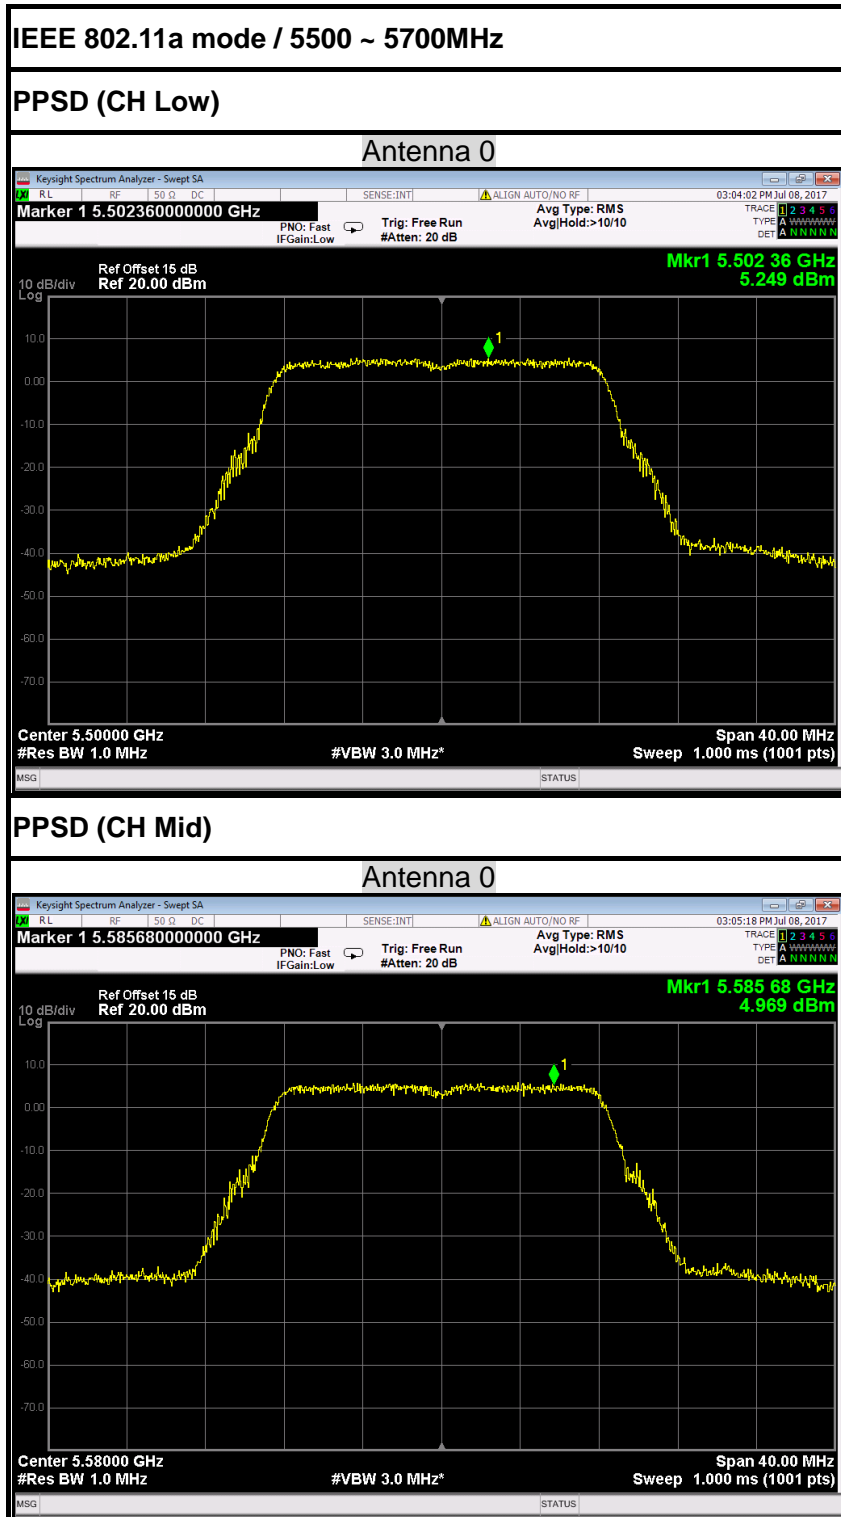 IEEE 802.11a mode / 5500 ~ 5700MHz
PPSD (CH Low)
Antenna 0
Keysight Spectrum Analyzer - Swept SA
LXI RL RF 50 Ω DC SENSE:INT ALIGN AUTO/NO RF 03:04:02 PM Jul 08, 2017
Marker 1 5.502360000000 GHz
PNO: Fast
IFGain:Low
Trig: Free Run
#Atten: 20 dB
Avg Type: RMS
Avg|Hold:>10/10
TRACE 1 2 3 4 5 6
TYPE A WWWWW
DET A N N N N N
Mkr1 5.502 36 GHz
5.249 dBm
Ref Offset 15 dB
10 dB/div Ref 20.00 dBm
Log
1
10.0
0.00
-10.0
-20.0
-30.0
-40.0
-50.0
-60.0
-70.0
Center 5.50000 GHz Span 40.00 MHz
#Res BW 1.0 MHz #VBW 3.0 MHz* Sweep 1.000 ms (1001 pts)
MSG STATUS
PPSD (CH Mid)
Antenna 0
Keysight Spectrum Analyzer - Swept SA
LXI RL RF 50 Ω DC SENSE:INT ALIGN AUTO/NO RF 03:05:18 PM Jul 08, 2017
Marker 1 5.585680000000 GHz
PNO: Fast
IFGain:Low
Trig: Free Run
#Atten: 20 dB
Avg Type: RMS
Avg|Hold:>10/10
TRACE 1 2 3 4 5 6
TYPE A WWWWW
DET A N N N N N
Mkr1 5.585 68 GHz
4.969 dBm
Ref Offset 15 dB
10 dB/div Ref 20.00 dBm
Log
1
10.0
0.00
-10.0
-20.0
-30.0
-40.0
-50.0
-60.0
-70.0
Center 5.58000 GHz Span 40.00 MHz
#Res BW 1.0 MHz #VBW 3.0 MHz* Sweep 1.000 ms (1001 pts)
MSG STATUS